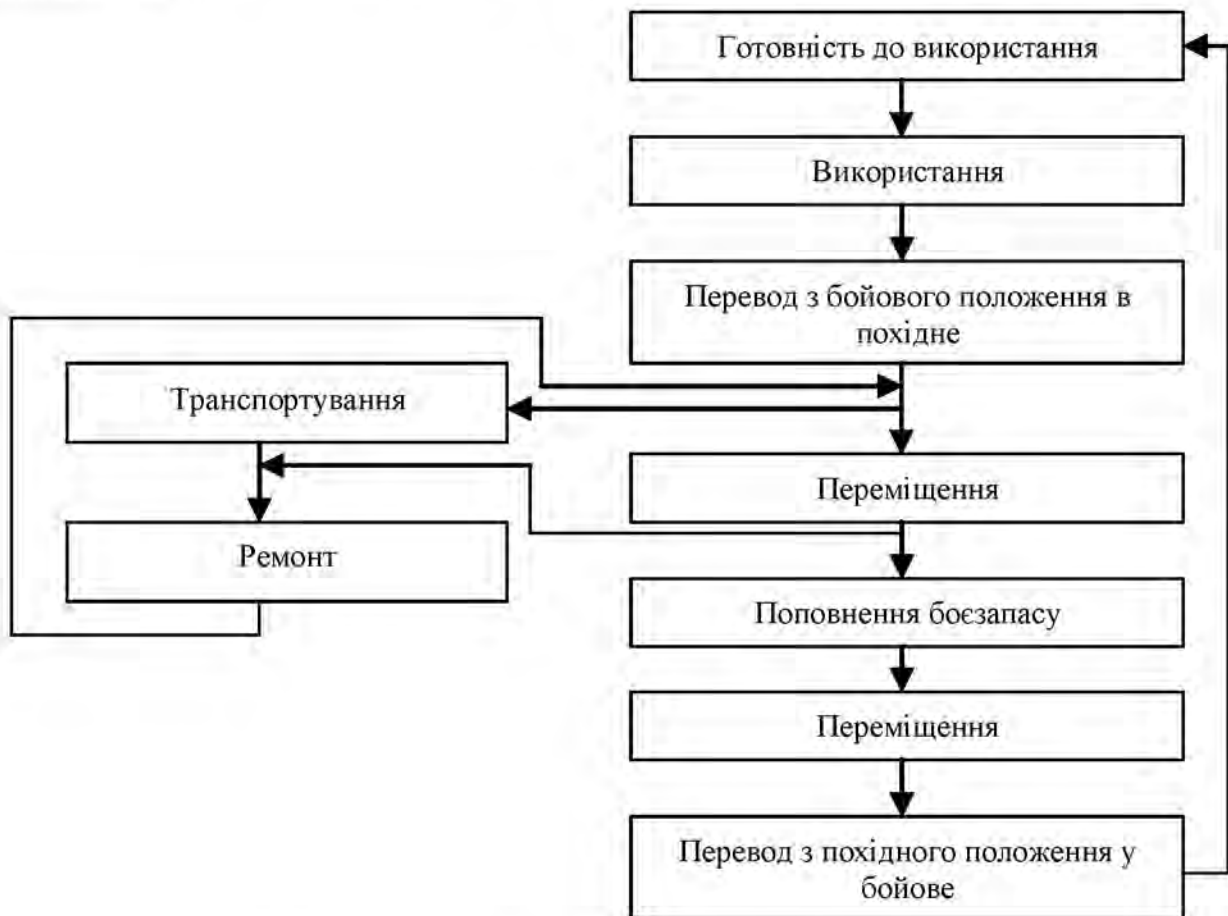 Готовність до використання
Використання
Перевод з бойового положення в
похідне
Транспортування
Переміщення
Ремонт
Поповнення боєзапасу
Переміщення
Перевод з похідного положення у
бойове